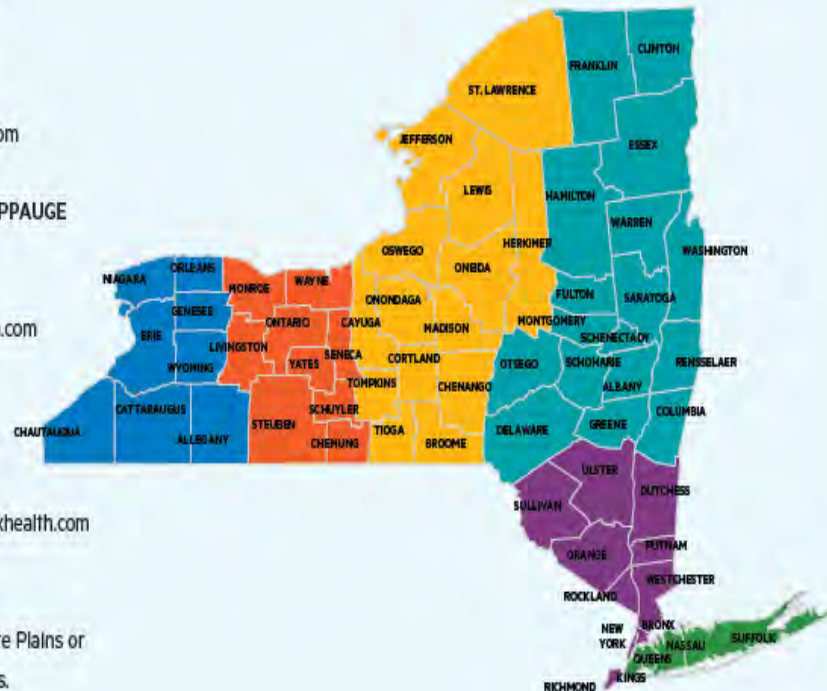 om
PPAUGE
.com
xhealth.com
e Plains or
s.
CLINTON
FRANKLIN
ST. LAWRENCE
JEFFERSON
ESSEX
LEWIS
HAMILTON
WARREN
HERKIMER
OSWEGO
WASHINGTON
ONEIDA
ORLEANS
NIAGARA
WAYNE
MONROE
FULTON
SARATOGA
ONONDAGA
GENESEE
ONTARIO
CAYUGA
MADISON
MONTGOMERY
SCHENECTADY
ERIE
LIVINGSTON
SENECA
CORTLAND
OTSEGO
SCHOHARIE
RENSSELAER
WYOMING
YATES
TOMPKINS
CHENANGO
ALBANY
CATTARAUGUS
SCHUYLER
COLUMBIA
STEUBEN
GREENE
CHAUTAUQUA
ALLEGANY
CHEMUNG
TIOGA
BROOME
DELAWARE
ULSTER
DUTCHESS
SULLIVAN
PUTNAM
ORANGE
WESTCHESTER
ROCKLAND
NEW
YORK
BRONX
NASSAU
SUFFOLK
QUEENS
KINGS
RICHMOND